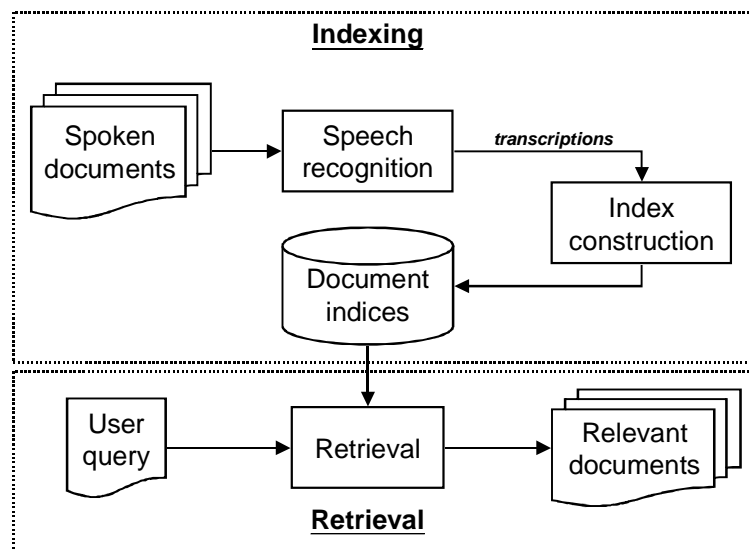 Indexing
Spoken
documents
Speech
recognition
transcriptions
Index
construction
Document
indices
User
query
Retrieval
Relevant
documents
Retrieval